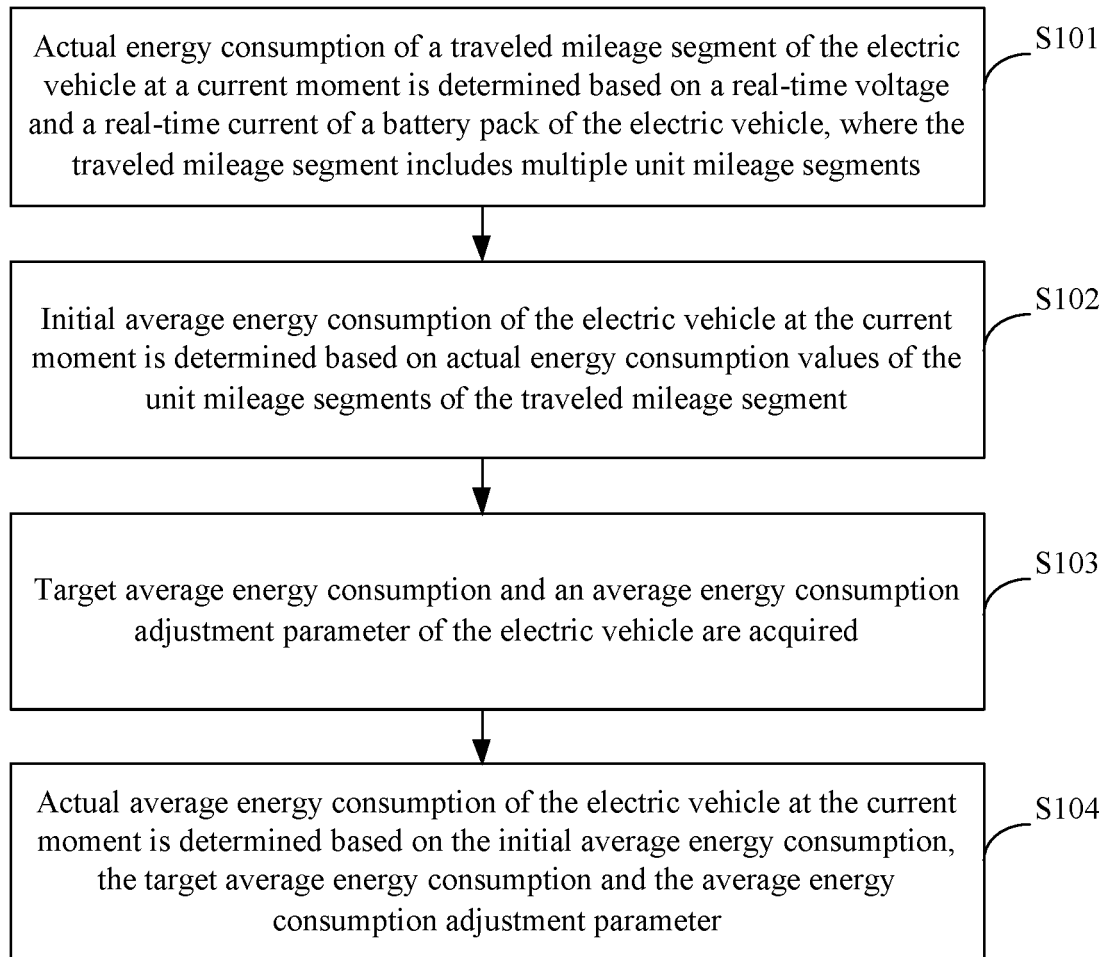 Actual energy consumption of a traveled mileage segment of the electric
vehicle at a current moment is determined based on a real-time voltage
and a real-time current of a battery pack of the electric vehicle, where the
traveled mileage segment includes multiple unit mileage segments
S101
Initial average energy consumption of the electric vehicle at the current
moment is determined based on actual energy consumption values of the
unit mileage segments of the traveled mileage segment
S102
Target average energy consumption and an average energy consumption
adjustment parameter of the electric vehicle are acquired
S103
Actual average energy consumption of the electric vehicle at the current
moment is determined based on the initial average energy consumption,
the target average energy consumption and the average energy
consumption adjustment parameter
S104